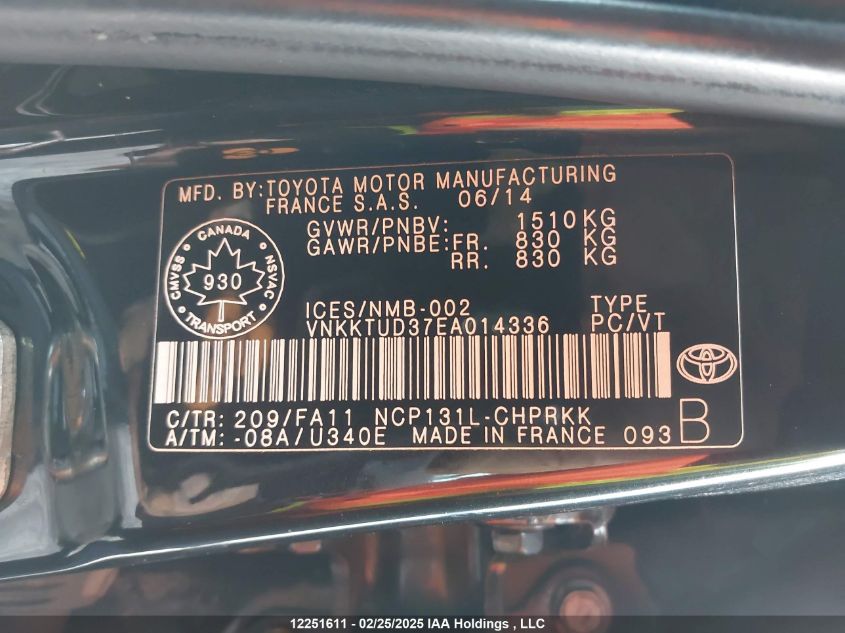 MFD. BY:TOYOTA MOTOR MANUFACTURING
FRANCE S.A.S. 06/14
GVWR/PNBV: 1510KG
GAWR/PNBE:FR. 830 KG
RR. 830 KG
CANADA
CMVSS
930
NSVAC
TRANSPORT
ICES/NMB-002 TYPE
VNKKTUD37EA014336 PC/VT
C/TR: 209/FA11 NCP131L-CHPRKK
A/TM: -08A/U340E MADE IN FRANCE 093 B
12251611 - 02/25/2025 IAA Holdings , LLC